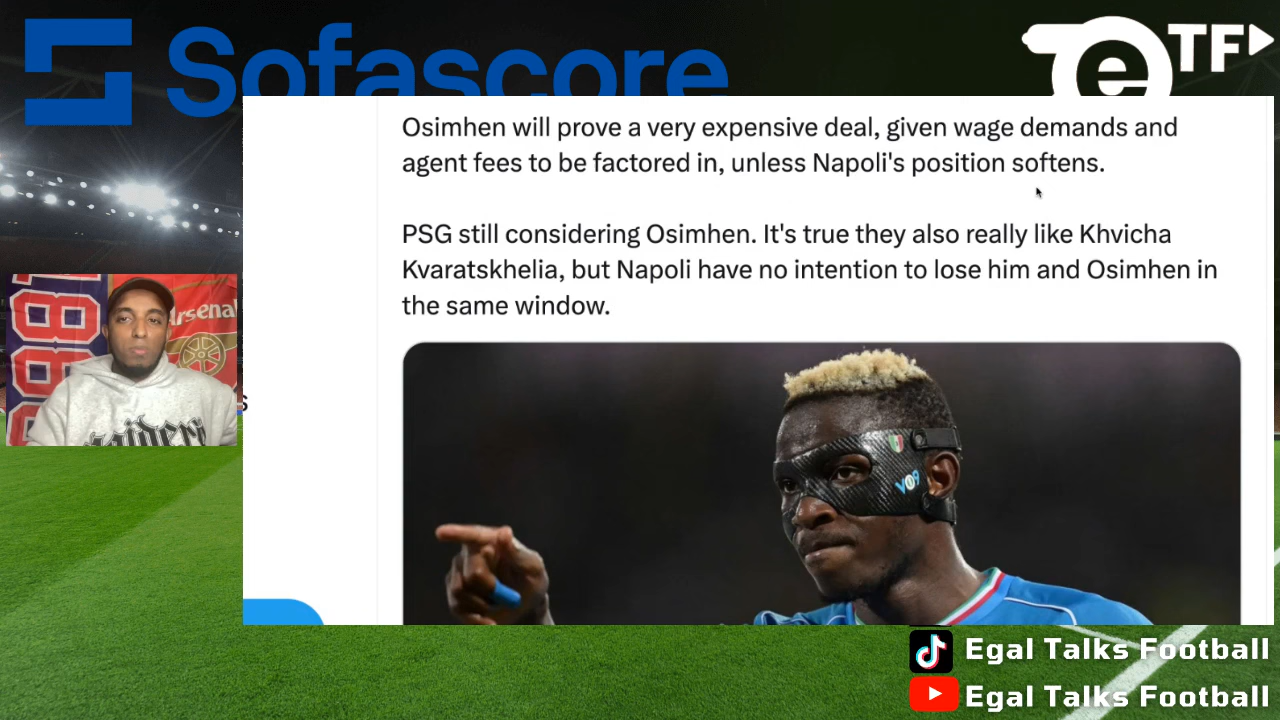 Sofascore
e TF
Osimhen will prove a very expensive deal, given wage demands and
agent fees to be factored in, unless Napoli's position softens.
PSG still considering Osimhen. It's true they also really like Khvicha
Kvaratskhelia, but Napoli have no intention to lose him and Osimhen in
the same window.
Arsenal
VO9
Egal Talks Football
Egal Talks Football